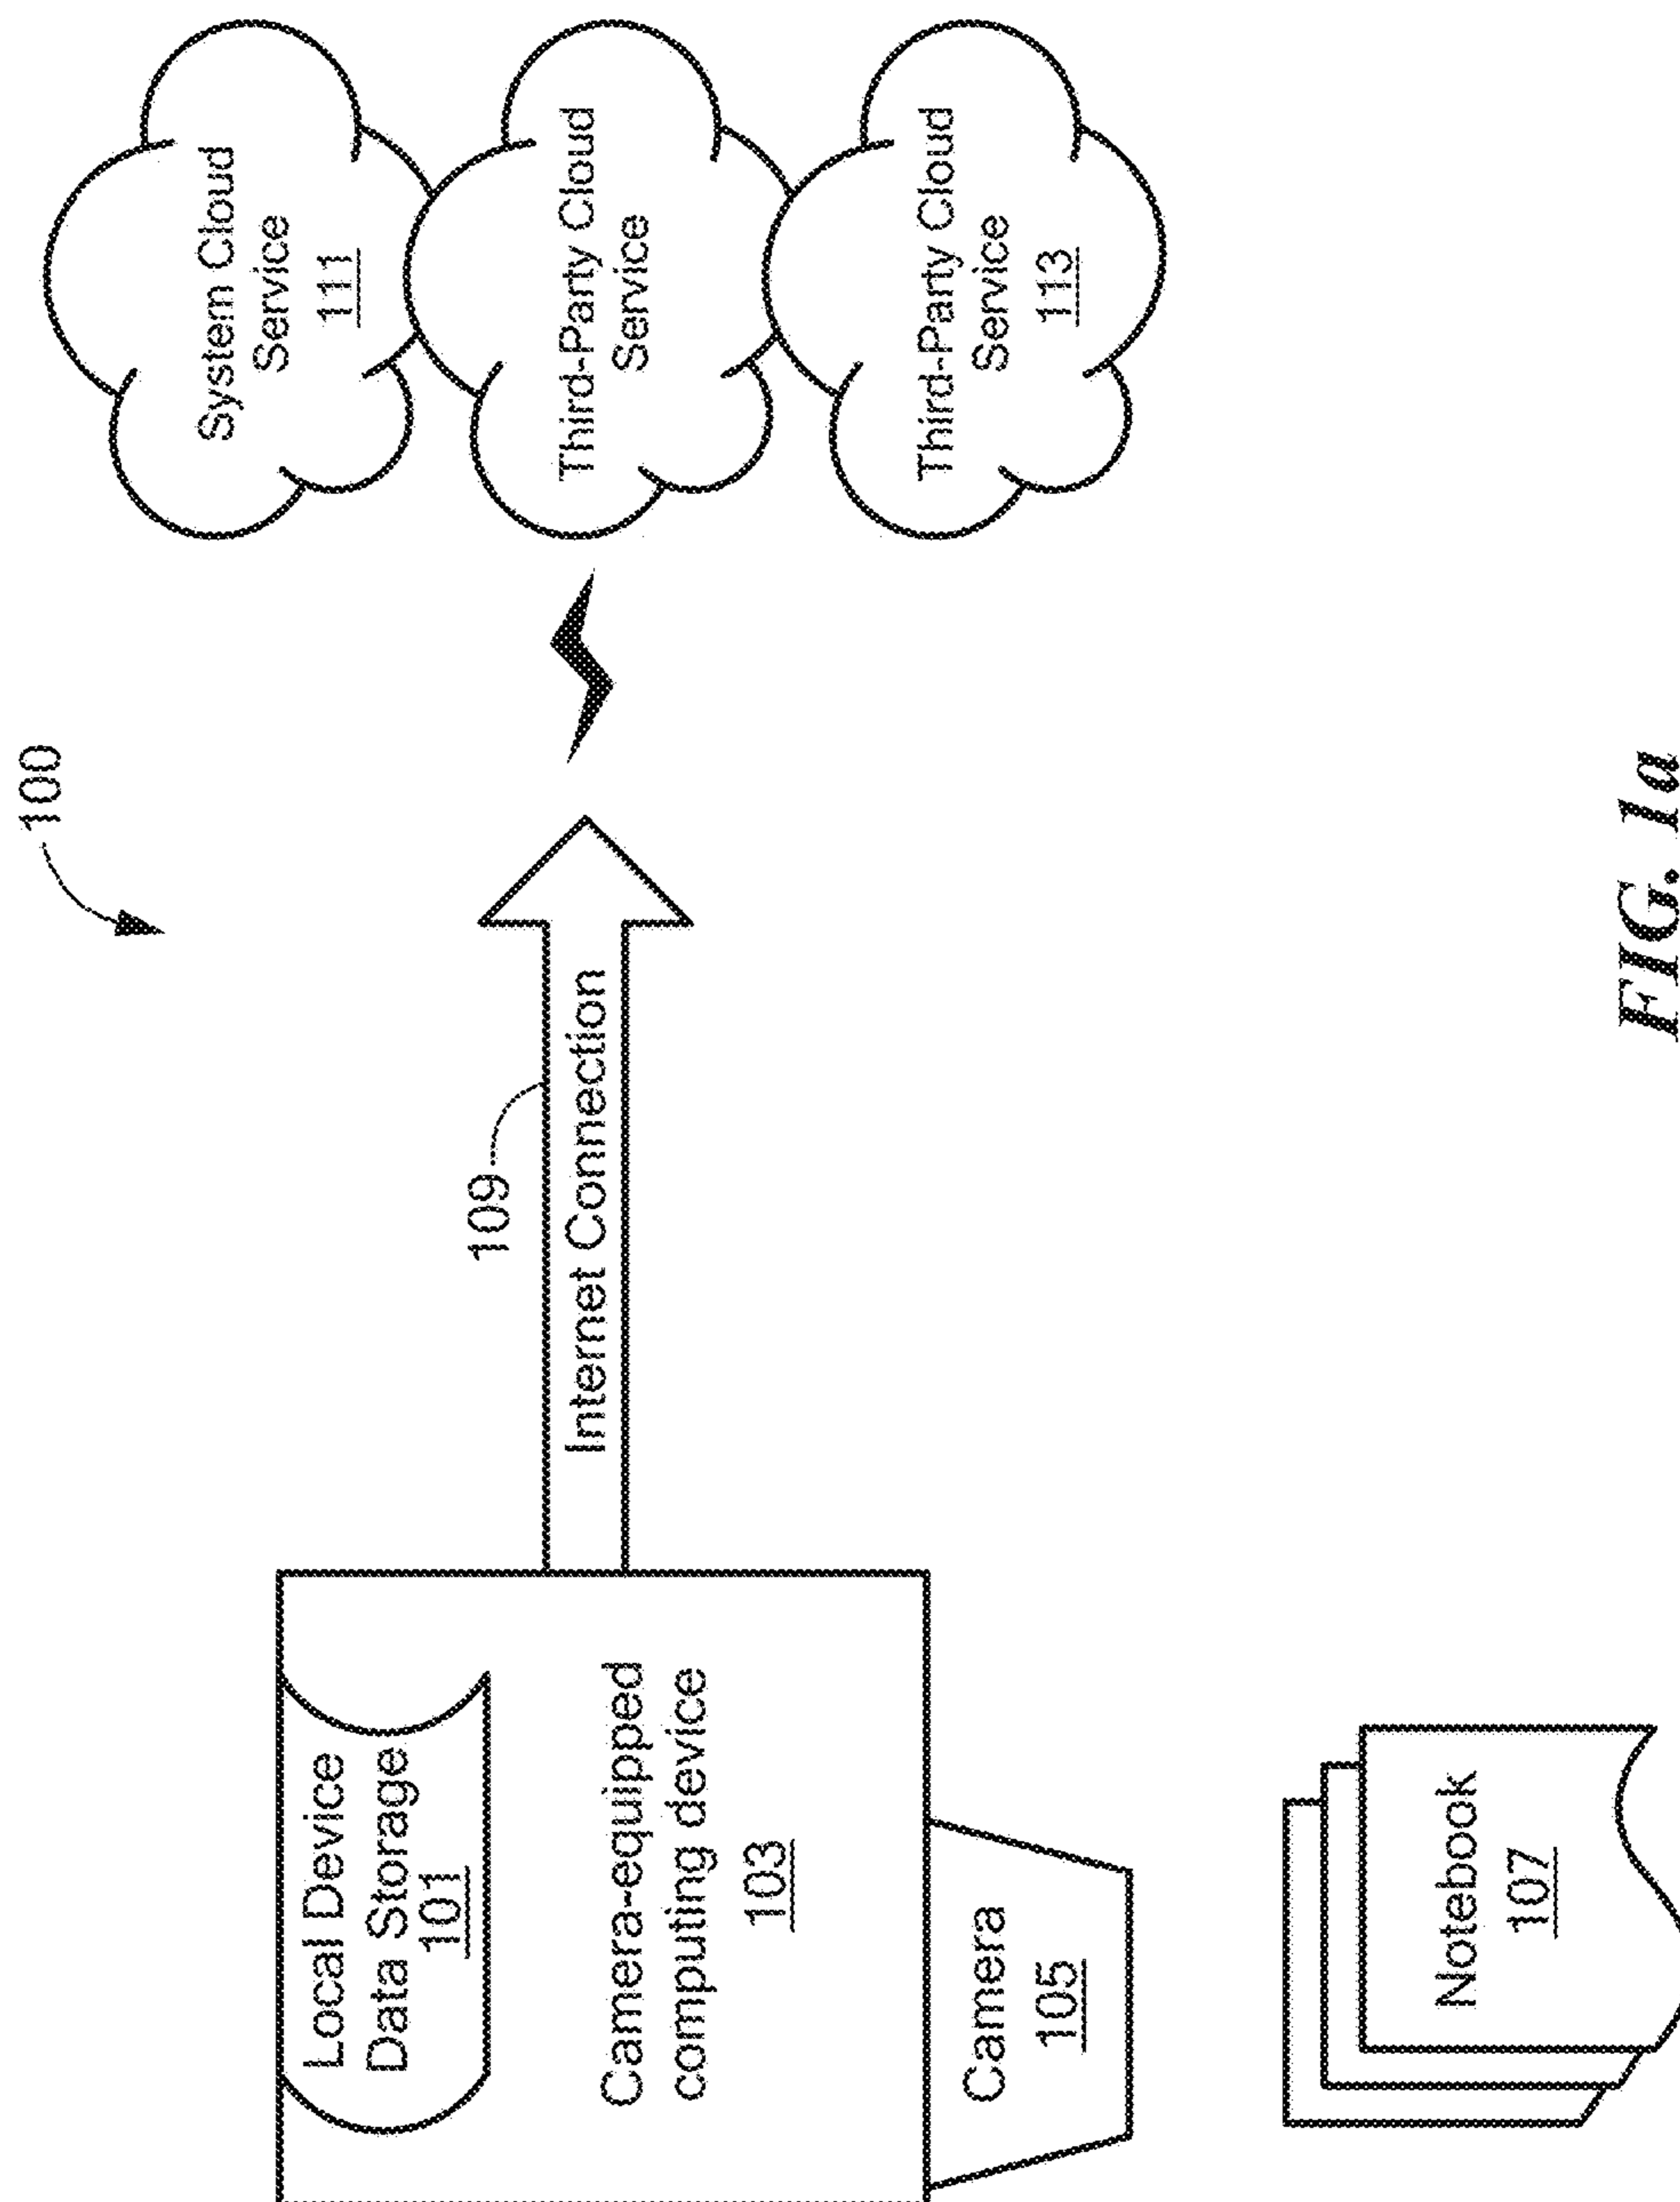 100
Local Device
Data Storage
101
Camera-equipped
computing device
103
Camera
105
Notebook
107
109
Internet Connection
System Cloud
Service
111
Third-Party Cloud
Service
Third-Party Cloud
Service
113
FIG. 1a